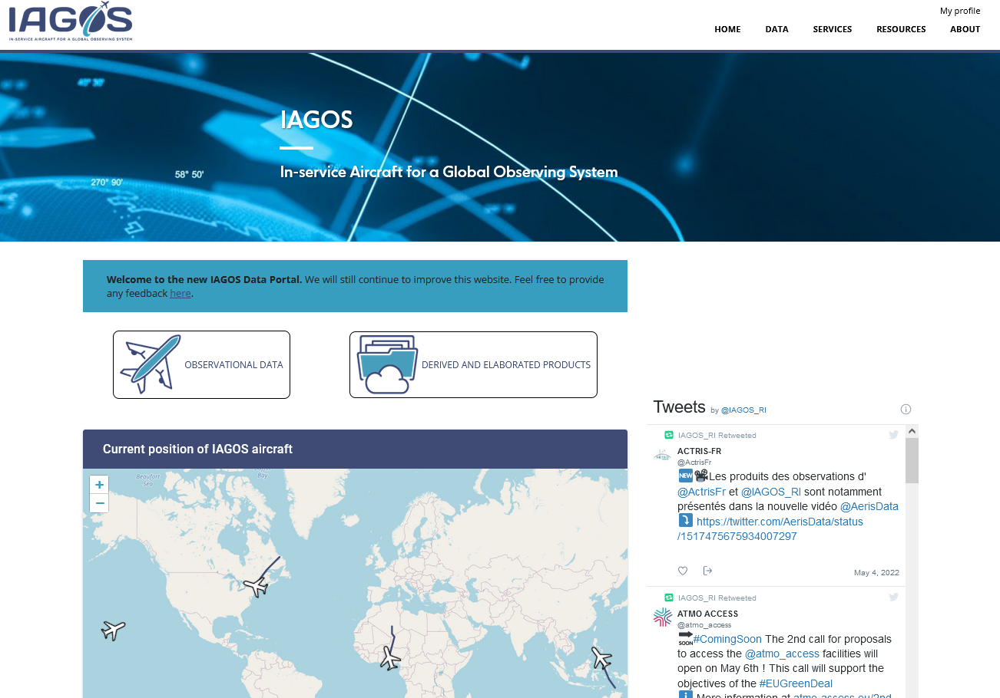 IAGOS
IN-SERVICE AIRCRAFT FOR A GLOBAL OBSERVING SYSTEM
My profile
HOME DATA SERVICES RESOURCES ABOUT
40° 30'
IAGOS
In-service Aircraft for a Global Observing System
58° 50'
270° 90'
Welcome to the new IAGOS Data Portal. We will still continue to improve this website. Feel free to provide
any feedback here.
OBSERVATIONAL DATA
DERIVED AND ELABORATED PRODUCTS
Current position of IAGOS aircraft
+
−
Beaufort
Sea
Baffin
Bay
Tweets by @IAGOS_RI
IAGOS_RI Retweeted
ACTRIS-FR
@ActrisFr
NEW Les produits des observations d'
@ActrisFr et @IAGOS_RI sont notamment
présentés dans la nouvelle vidéo @AerisData
https://twitter.com/AerisData/status
/1517475675934007297
May 4, 2022
IAGOS_RI Retweeted
ATMO ACCESS
@atmo_access
SOON #ComingSoon The 2nd call for proposals
to access the @atmo_access facilities will
open on May 6th ! This call will support the
objectives of the #EUGreenDeal
More information at atmo-access.eu/2nd